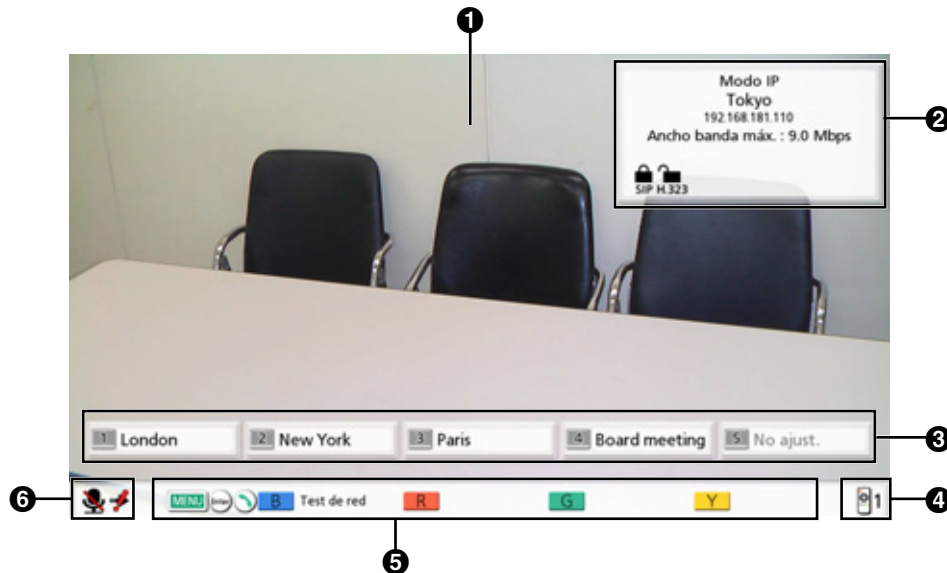 1
Modo IP
Tokyo
192.168.181.110
Ancho banda máx. : 9.0 Mbps
SIP H.323
2
1 London
2 New York
3 Paris
4 Board meeting
5 No ajust.
3
6
MENU Enter B Test de red R G Y
1
4
5